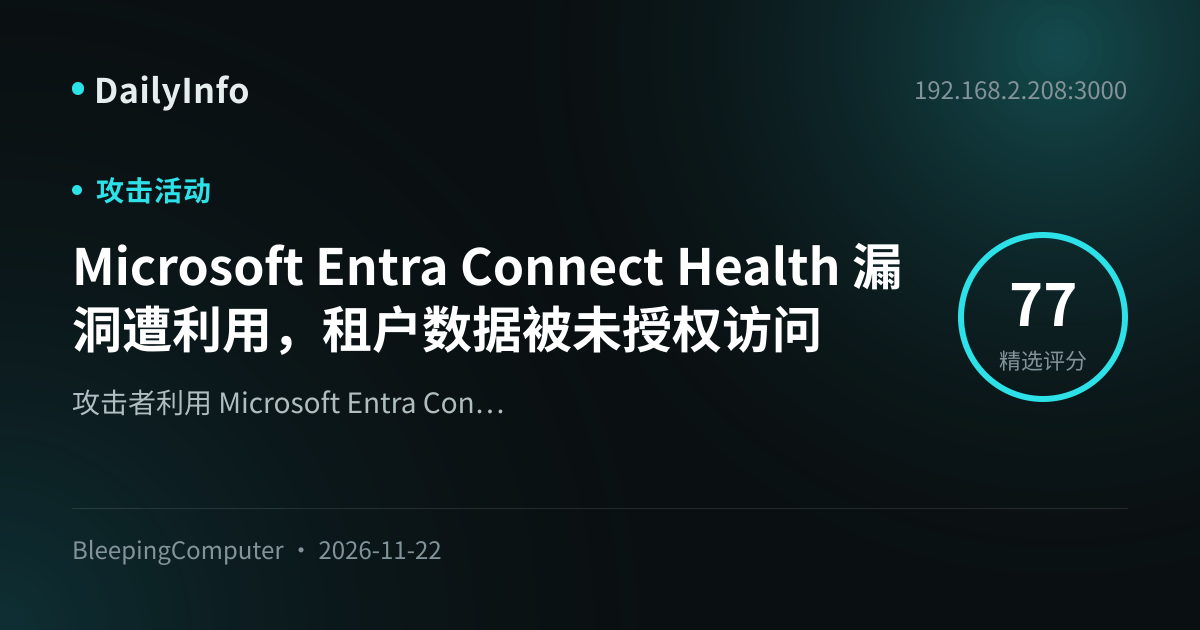 DailyInfo
192.168.2.208:3000
攻击活动
Microsoft Entra Connect Health 漏
洞遭利用，租户数据被未授权访问
77
精选评分
攻击者利用 Microsoft Entra Con…
BleepingComputer · 2026-11-22